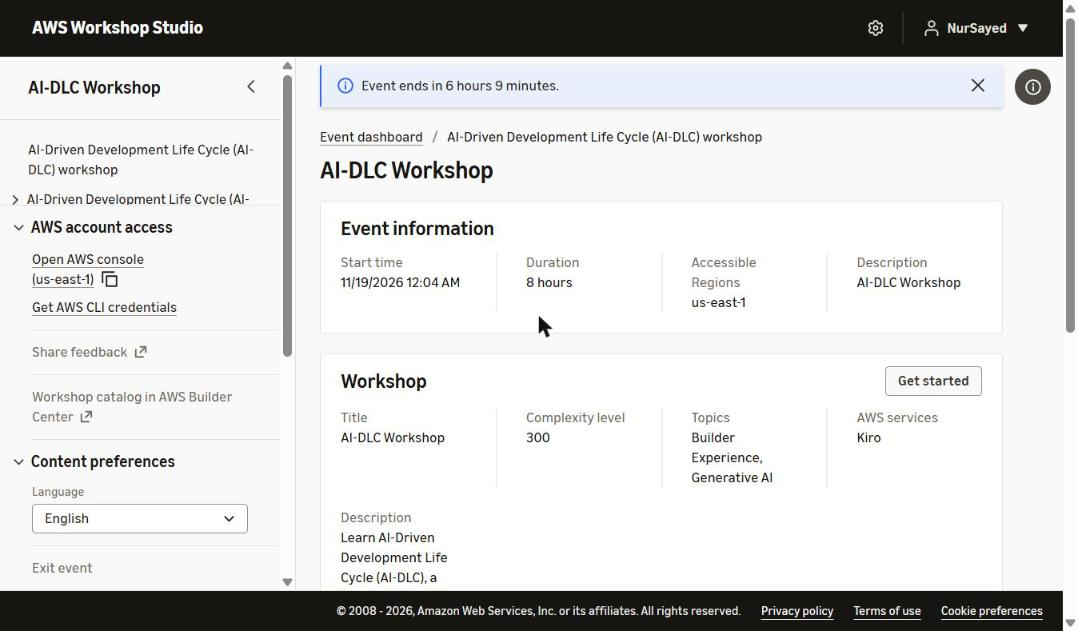 AWS Workshop Studio
NurSayed
AI-DLC Workshop
AI-Driven Development Life Cycle (AI-
DLC) workshop
AI-Driven Development Life Cycle (AI-
AWS account access
Open AWS console
(us-east-1)
Get AWS CLI credentials
Share feedback
Workshop catalog in AWS Builder
Center
Content preferences
Language
English
Exit event
Event ends in 6 hours 9 minutes.
Event dashboard / AI-Driven Development Life Cycle (AI-DLC) workshop
AI-DLC Workshop
Event information
Start time
11/19/2026 12:04 AM
Duration
8 hours
Accessible
Regions
us-east-1
Description
AI-DLC Workshop
Workshop
Get started
Title
AI-DLC Workshop
Complexity level
300
Topics
Builder
Experience,
Generative AI
AWS services
Kiro
Description
Learn AI-Driven
Development Life
Cycle (AI-DLC), a
© 2008 - 2026, Amazon Web Services, Inc. or its affiliates. All rights reserved.
Privacy policy
Terms of use
Cookie preferences